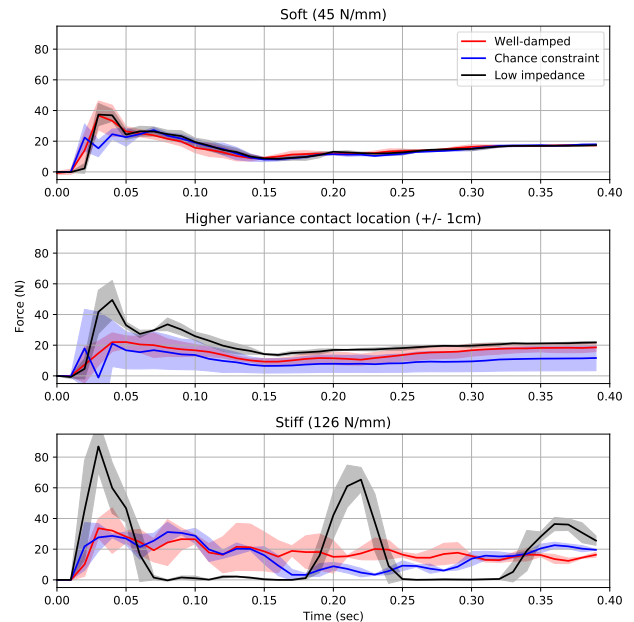 Soft (45 N/mm)
80
60
40
20
0
Well-damped
Chance constraint
Low impedance
0.00 0.05 0.10 0.15 0.20 0.25 0.30 0.35 0.40
Higher variance contact location (+/- 1cm)
80
60
40
20
0
Force (N)
0.00 0.05 0.10 0.15 0.20 0.25 0.30 0.35 0.40
Stiff (126 N/mm)
80
60
40
20
0
0.00 0.05 0.10 0.15 0.20 0.25 0.30 0.35 0.40
Time (sec)